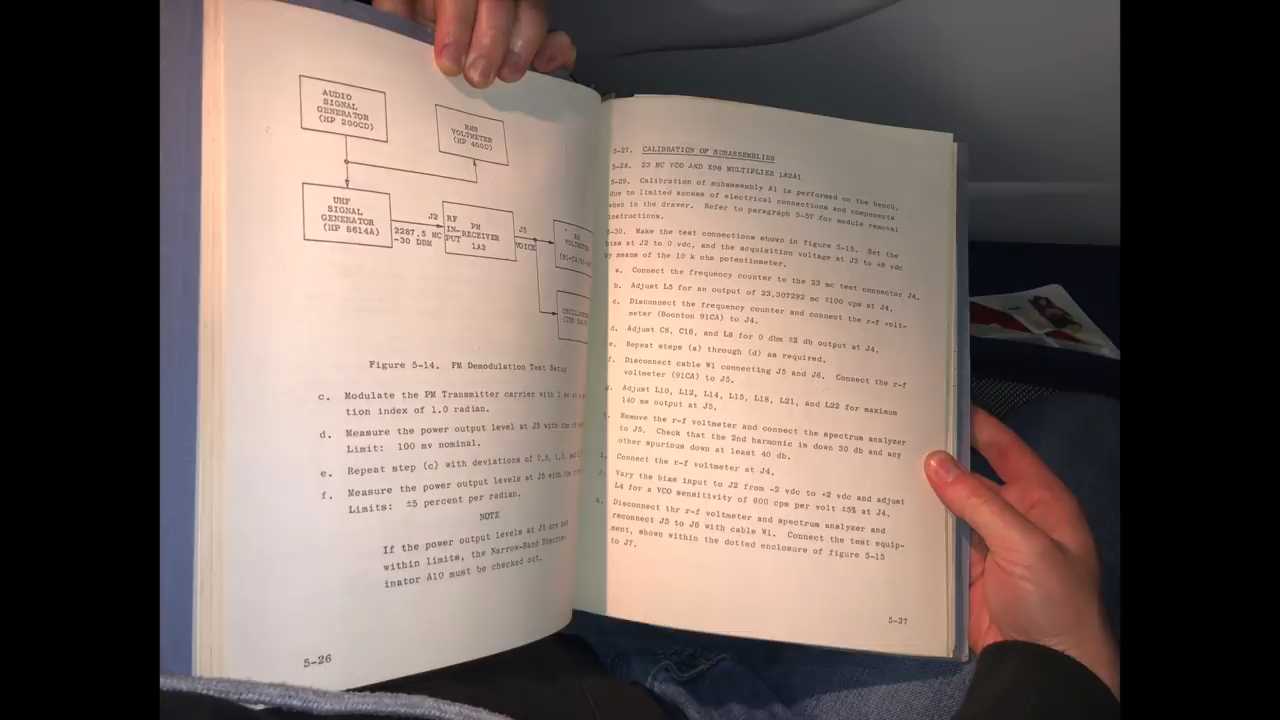 AUDIO
SIGNAL
GENERATOR
(HP 200CD)
RMS
VOLTMETER
(HP 400D)
UHF
SIGNAL
GENERATOR
(HP 8614A)
J2
2287.5 MC
-30 DBM
RF
IN-
PUT
PM
RECEIVER
1A2
J5
VOICE
RF
VOLTMETER
Figure 5-14. FM Demodulation Test Setup
c. Modulate the PM Transmitter carrier with 1
tion index of 1.0 radian.
d. Measure the power output level at J5 with the
Limit: 100 mv nominal.
e. Repeat step (c) with deviations of 0.5, 1.3, and
f. Measure the power output levels at J5 with the
Limits: ±5 percent per radian.
NOTE
If the power output levels at J5 are not
within limits, the Narrow-Band Discrim-
inator A10 must be checked out.
5-26
5-27. CALIBRATION OF SUBASSEMBLIES
5-28. 23 MC VCO AND X96 MULTIPLIER 1A2A1
5-29. Calibration of subassembly A1 is performed on the bench,
due to limited access of electrical connections and components
when in the drawer. Refer to paragraph 5-57 for module removal
instructions.
5-30. Make the test connections shown in figure 5-15. Set the
bias at J2 to 0 vdc, and the acquisition voltage at J3 to +9 vdc
by means of the 10 k ohm potentiometer.
a. Connect the frequency counter to the 23 mc test connector J4.
b. Adjust L5 for an output of 23.307292 mc ±100 cps at J4.
c. Disconnect the frequency counter and connect the r-f volt-
meter (Boonton 91CA) to J4.
d. Adjust C8, C16, and L8 for 0 dbm ±2 db output at J4.
e. Repeat steps (a) through (d) as required.
f. Disconnect cable W1 connecting J5 and J6. Connect the r-f
voltmeter (91CA) to J5.
g. Adjust L10, L12, L14, L15, L18, L21, and L22 for maximum
140 mv output at J5.
Remove the r-f voltmeter and connect the spectrum analyzer
to J5. Check that the 2nd harmonic is down 30 db and any
other spurious down at least 40 db.
i. Connect the r-f voltmeter at J4.
j. Vary the bias input to J2 from -2 vdc to +2 vdc and adjust
L4 for a VCO sensitivity of 600 cps per volt ±5% at J4.
k. Disconnect thr r-f voltmeter and spectrum analyzer and
reconnect J5 to J6 with cable W1. Connect the test equip-
ment, shown within the dotted enclosure of figure 5-15
to J7.
5-27